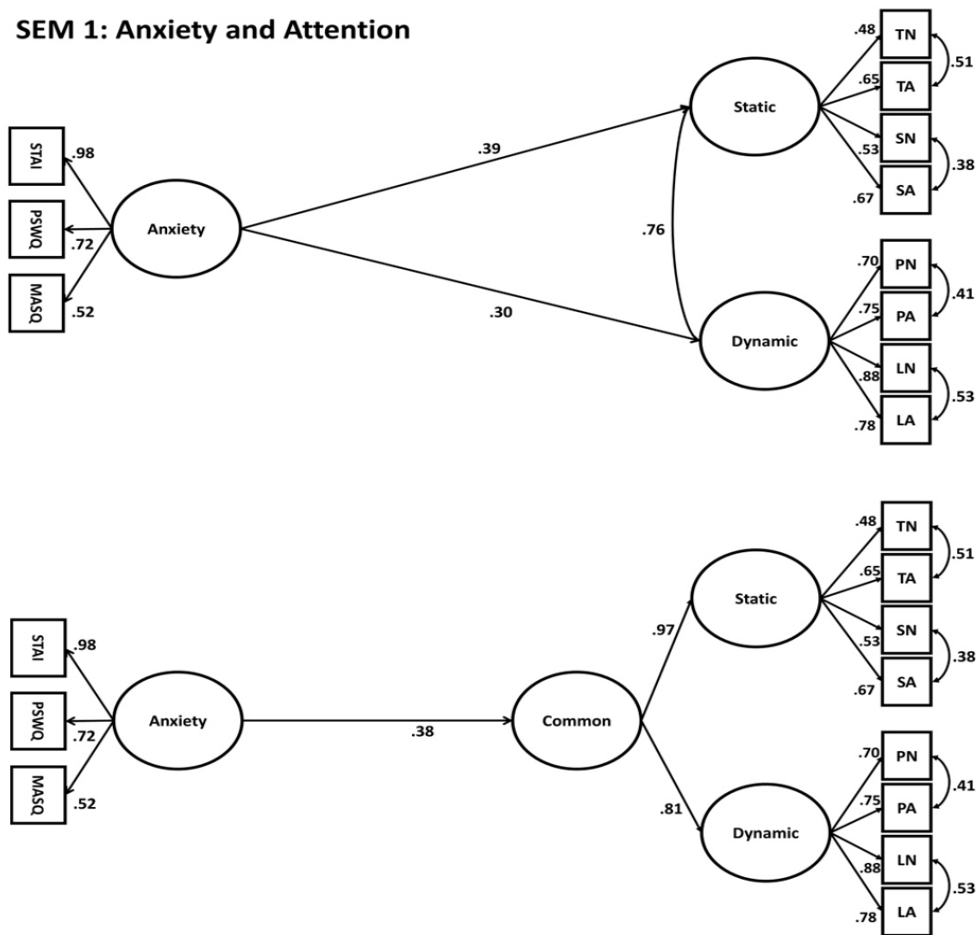 SEM 1: Anxiety and Attention
STAI
PSWQ
MASQ
.98
.72
.52
Anxiety
.39
.30
.76
Static
.48
.65
.53
.67
TN
TA
SN
SA
.51
.38
Dynamic
.70
.75
.88
.78
PN
PA
LN
LA
.41
.53
STAI
PSWQ
MASQ
.98
.72
.52
Anxiety
.38
Common
.97
.81
Static
.48
.65
.53
.67
TN
TA
SN
SA
.51
.38
Dynamic
.70
.75
.88
.78
PN
PA
LN
LA
.41
.53